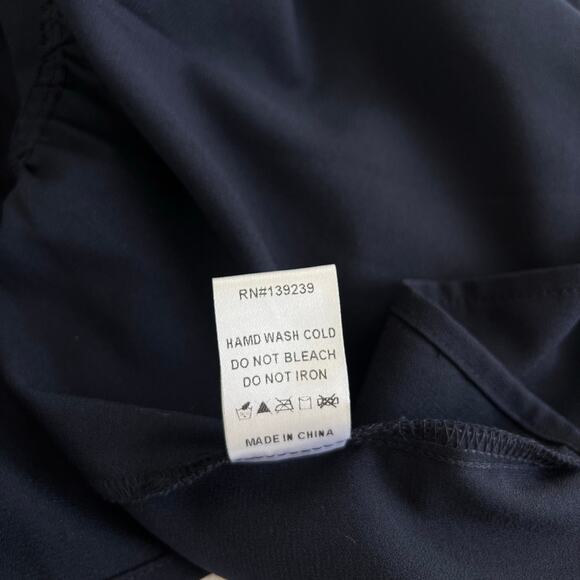 RN#139239
HAMD WASH COLD
DO NOT BLEACH
DO NOT IRON
MADE IN CHINA